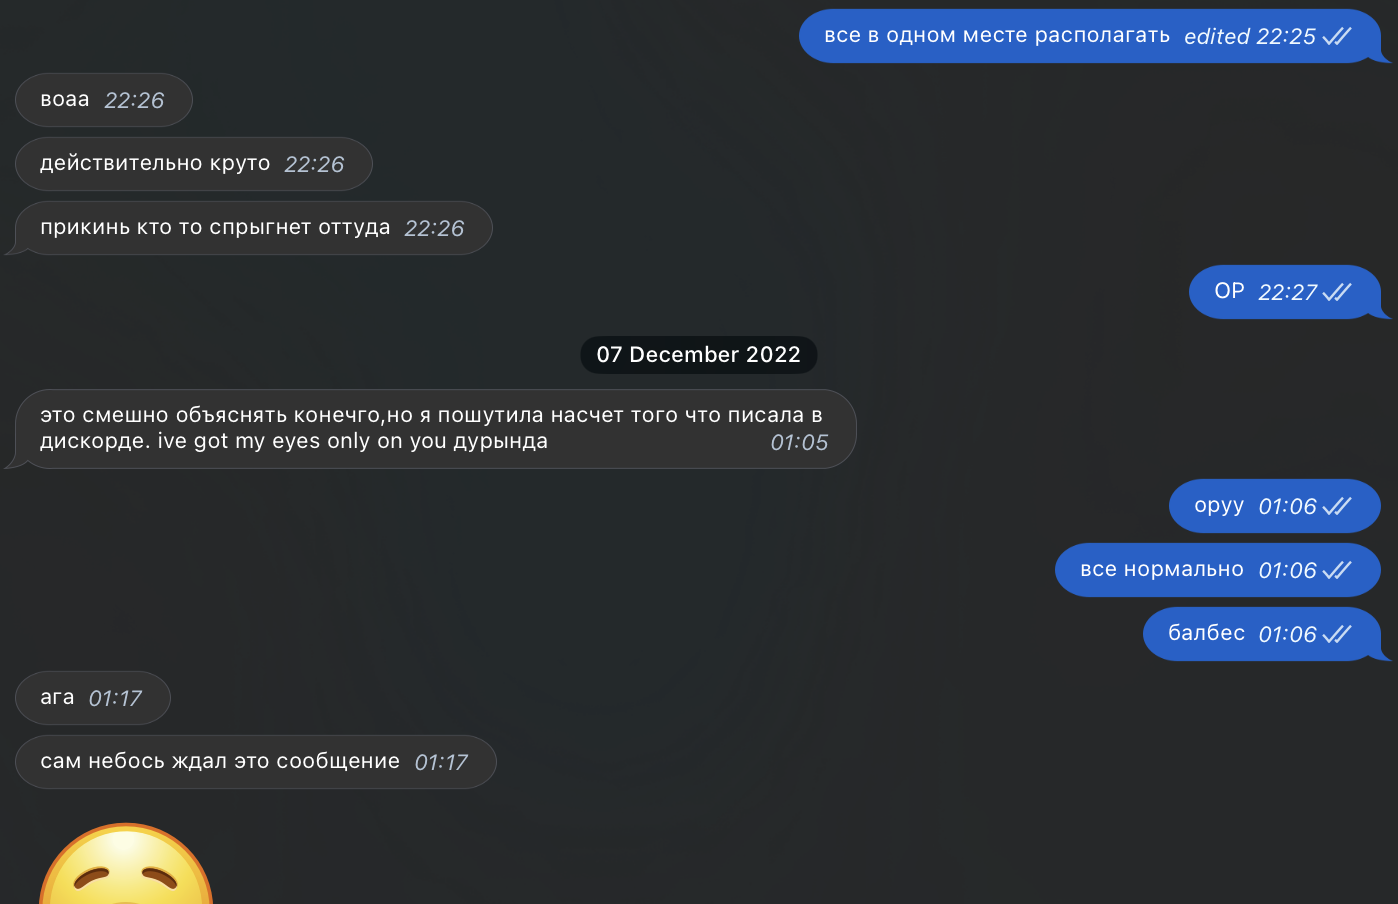 все в одном месте располагать edited 22:25
воаа 22:26
действительно круто 22:26
прикинь кто то спрыгнет оттуда 22:26
ОР 22:27
07 December 2022
это смешно объяснять конечго,но я пошутила насчет того что писала в
дискорде. ive got my eyes only on you дурында 01:05
оруу 01:06
все нормально 01:06
балбес 01:06
ага 01:17
сам небось ждал это сообщение 01:17